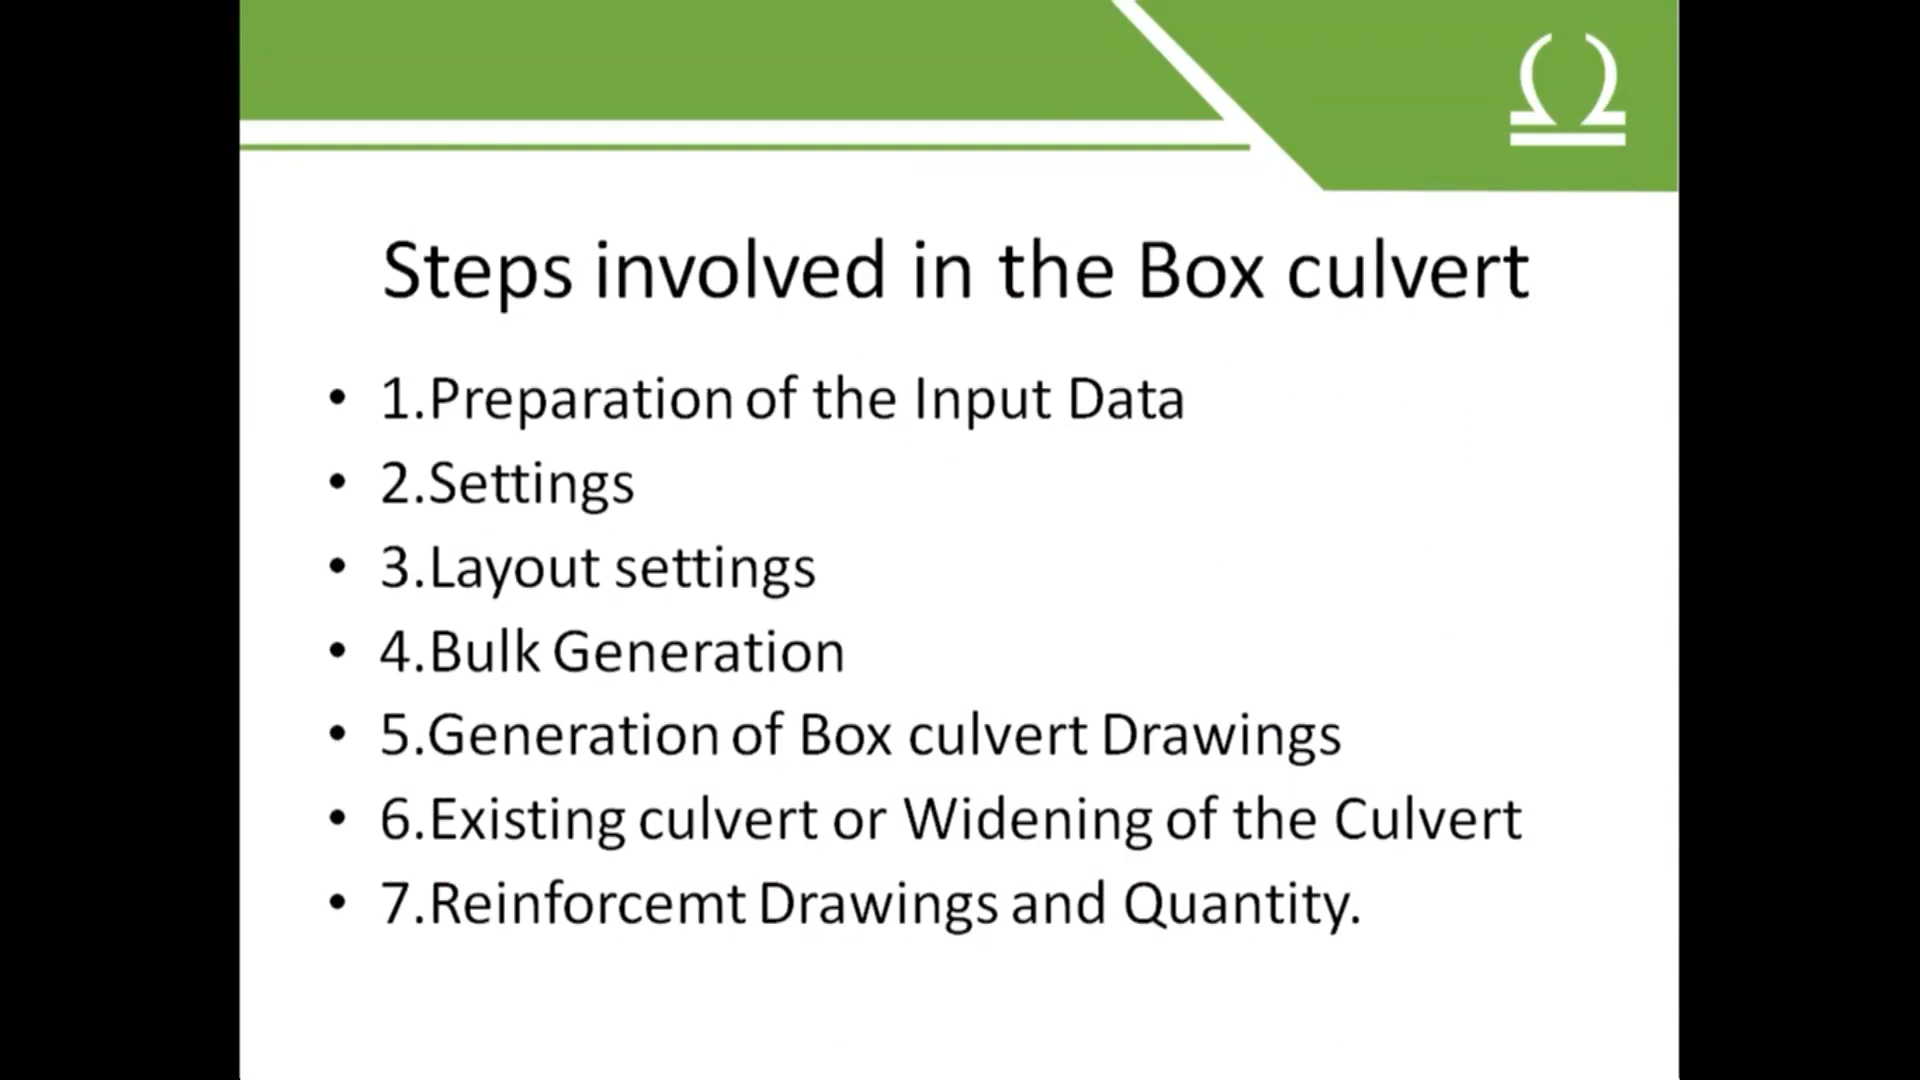 Steps involved in the Box culvert
• 1.Preparation of the Input Data
• 2.Settings
• 3.Layout settings
• 4.Bulk Generation
• 5.Generation of Box culvert Drawings
• 6.Existing culvert or Widening of the Culvert
• 7.Reinforcemt Drawings and Quantity.